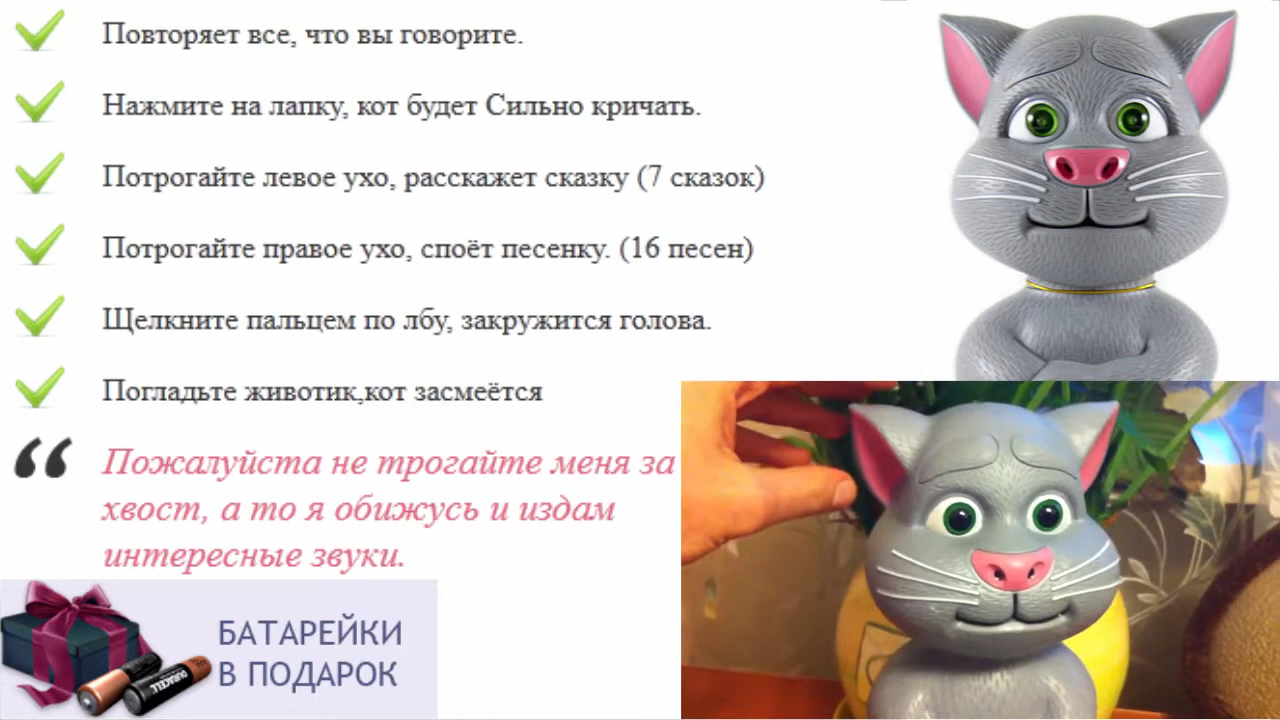 Повторяет все, что вы говорите.
Нажмите на лапку, кот будет Сильно кричать.
Потрогайте левое ухо, расскажет сказку (7 сказок)
Потрогайте правое ухо, споёт песенку. (16 песен)
Щелкните пальцем по лбу, закружится голова.
Погладьте животик,кот засмеётся
“ Пожалуйста не трогайте меня за
хвост, а то я обижусь и издам
интересные звуки.
БАТАРЕЙКИ
В ПОДАРОК
DURACELL